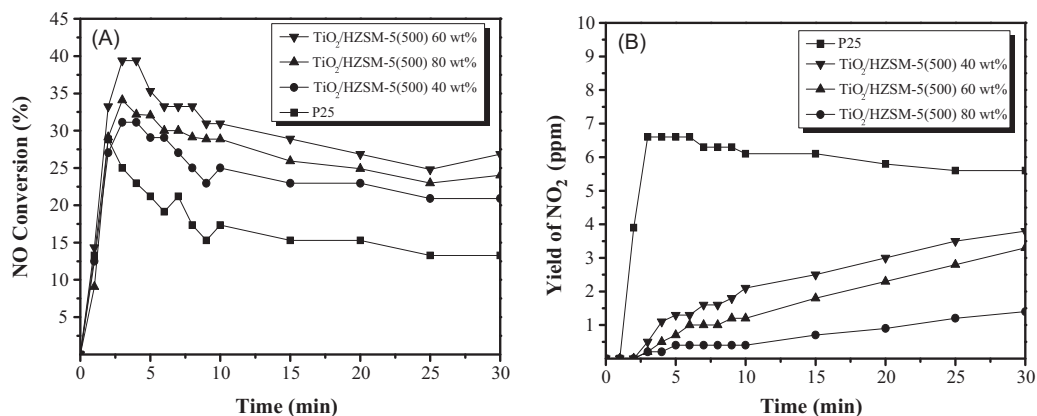 (A)
TiO2/HZSM-5(500) 60 wt%
TiO2/HZSM-5(500) 80 wt%
TiO2/HZSM-5(500) 40 wt%
P25
45
40
35
30
25
20
15
10
5
NO Conversion (%)
0 5 10 15 20 25 30
Time (min)
(B)
P25
TiO2/HZSM-5(500) 40 wt%
TiO2/HZSM-5(500) 60 wt%
TiO2/HZSM-5(500) 80 wt%
10
9
8
7
6
5
4
3
2
1
0
Yield of NO2 (ppm)
0 5 10 15 20 25 30
Time (min)